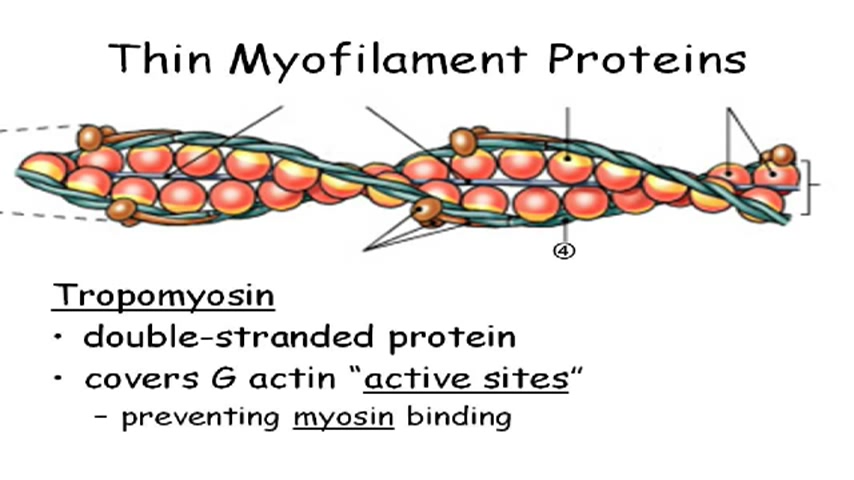 Thin Myofilament Proteins
④
Tropomyosin
• double-stranded protein
• covers G actin “active sites”
– preventing myosin binding